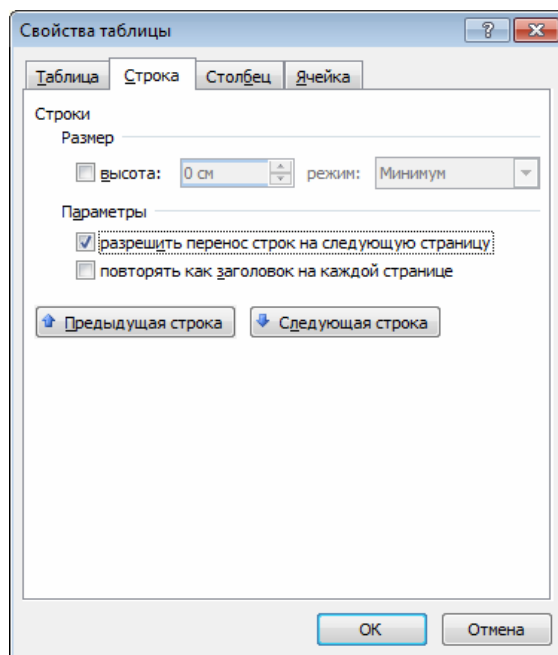 Свойства таблицы
Таблица Строка Столбец Ячейка
Строки
Размер
высота: 0 см режим: Минимум
Параметры
разрешить перенос строк на следующую страницу
повторять как заголовок на каждой странице
Предыдущая строка Следующая строка
ОК Отмена